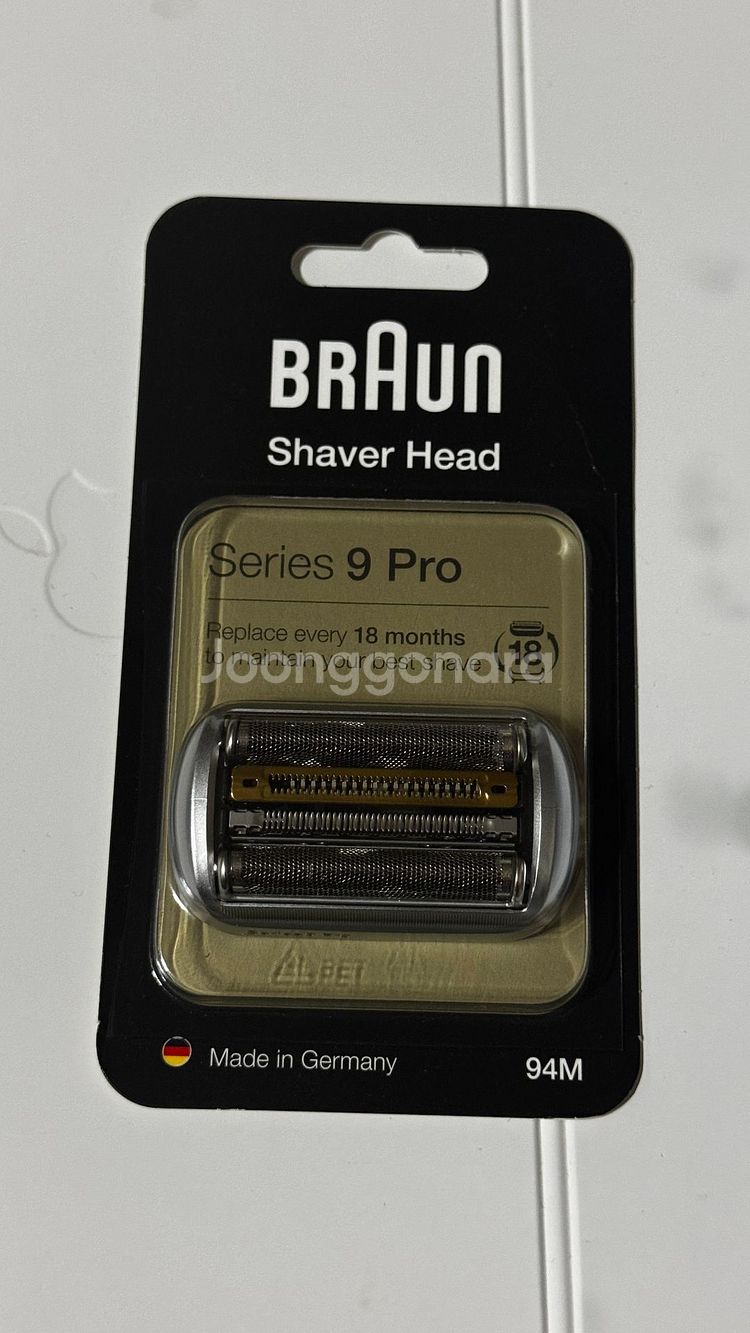 BRAUN
Shaver Head
Series 9 Pro
Replace every 18 months
to maintain your best shave
18
Joonggonara
Made in Germany
94M